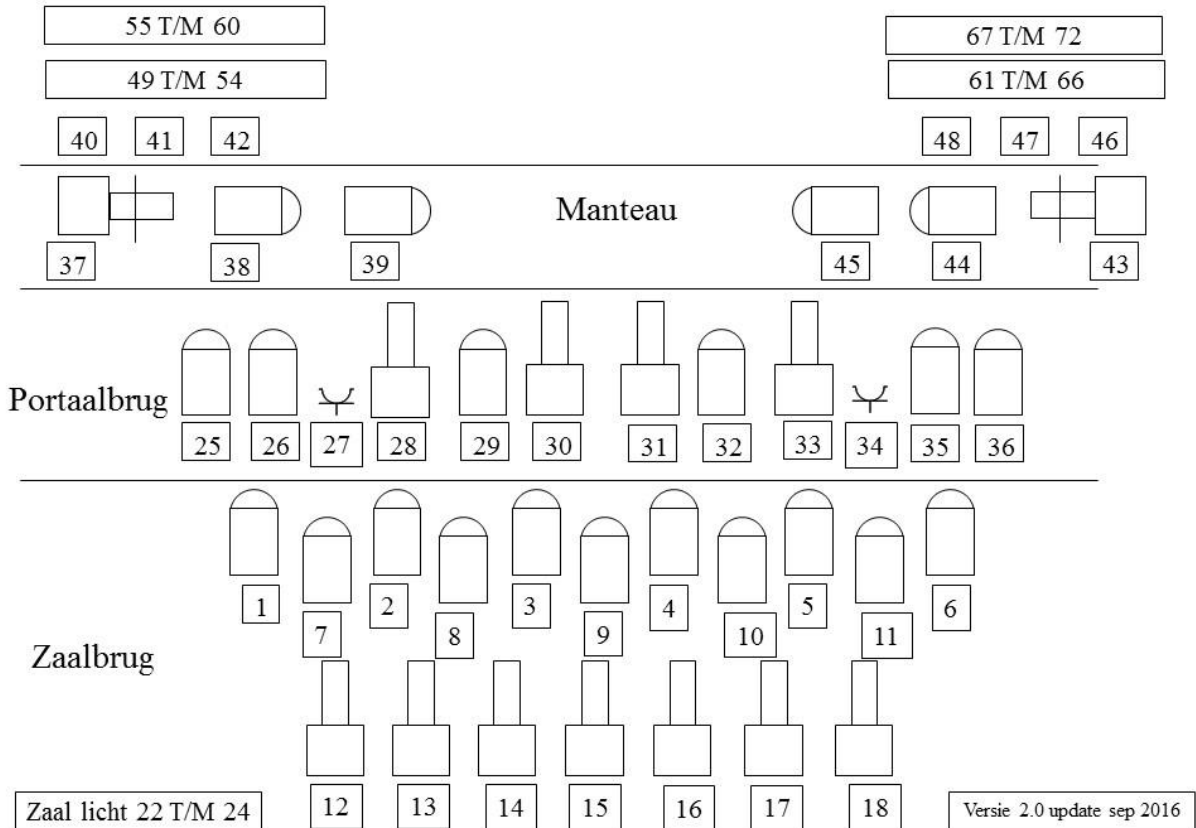 55 T/M 60
67 T/M 72
49 T/M 54
61 T/M 66
40 41 42 48 47 46
Manteau
37 38 39 45 44 43
Portaalbrug
25 26 27 28 29 30 31 32 33 34 35 36
1 2 3 4 5 6
7 8 9 10 11
Zaalbrug
12 13 14 15 16 17 18
Zaal licht 22 T/M 24
Versie 2.0 update sep 2016